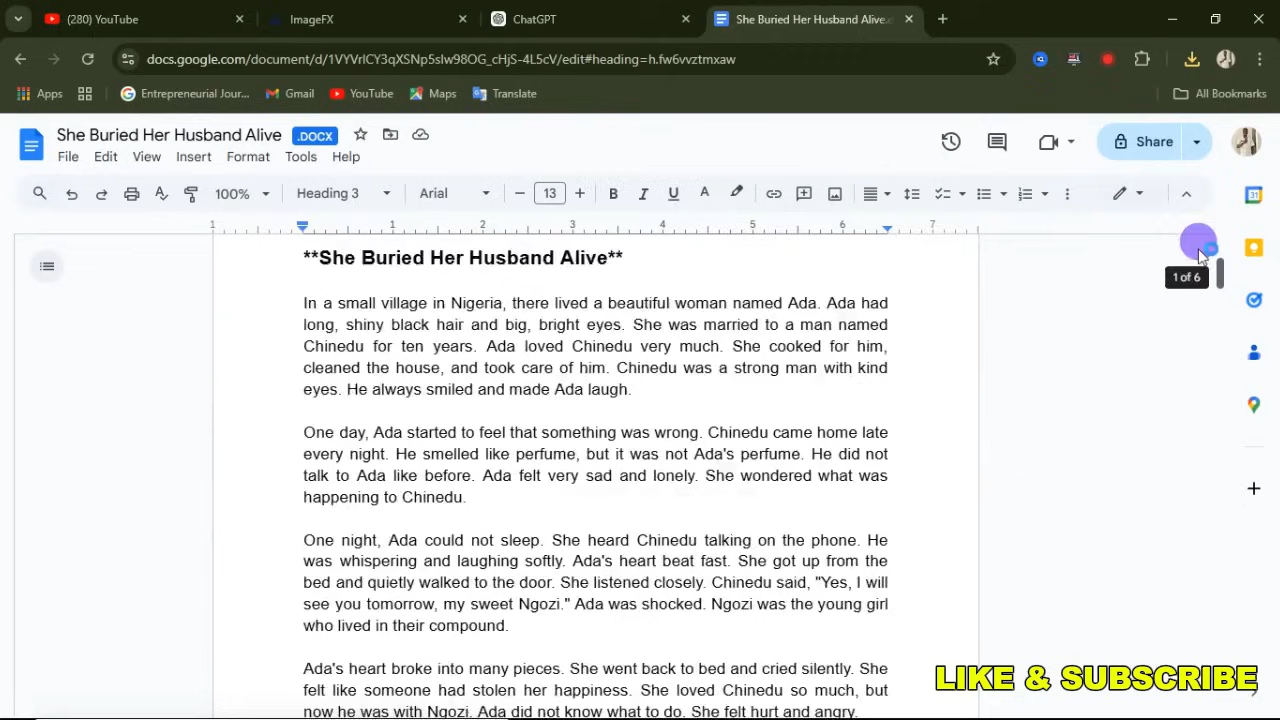 (280) YouTube
ImageFX
ChatGPT
She Buried Her Husband Alive.
docs.google.com/document/d/1VYVrlCY3qXSNp5slw98OG_cHjS-4L5cV/edit#heading=h.fw6vvztmxaw
Apps
Entrepreneurial Jour...
Gmail
YouTube
Maps
Translate
All Bookmarks
She Buried Her Husband Alive
.DOCX
Share
File Edit View Insert Format Tools Help
100%
Heading 3
Arial
13
B I U A
1 1 2 3 4 5 6 7
1 of 6
**She Buried Her Husband Alive**
In a small village in Nigeria, there lived a beautiful woman named Ada. Ada had
long, shiny black hair and big, bright eyes. She was married to a man named
Chinedu for ten years. Ada loved Chinedu very much. She cooked for him,
cleaned the house, and took care of him. Chinedu was a strong man with kind
eyes. He always smiled and made Ada laugh.
One day, Ada started to feel that something was wrong. Chinedu came home late
every night. He smelled like perfume, but it was not Ada's perfume. He did not
talk to Ada like before. Ada felt very sad and lonely. She wondered what was
happening to Chinedu.
One night, Ada could not sleep. She heard Chinedu talking on the phone. He
was whispering and laughing softly. Ada's heart beat fast. She got up from the
bed and quietly walked to the door. She listened closely. Chinedu said, "Yes, I will
see you tomorrow, my sweet Ngozi." Ada was shocked. Ngozi was the young girl
who lived in their compound.
Ada's heart broke into many pieces. She went back to bed and cried silently. She
felt like someone had stolen her happiness. She loved Chinedu so much, but
now he was with Ngozi. Ada did not know what to do. She felt hurt and angry.
LIKE & SUBSCRIBE